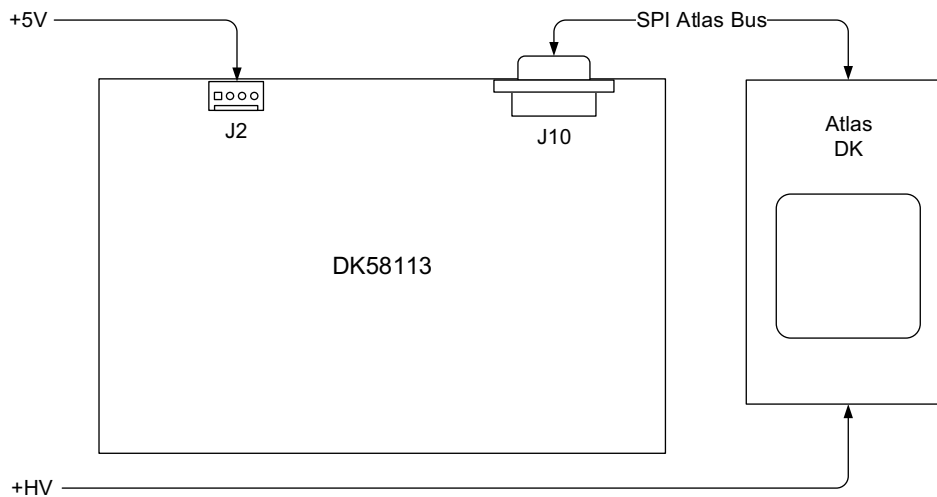 +5V
SPI Atlas Bus
J2
J10
Atlas
DK
DK58113
+HV